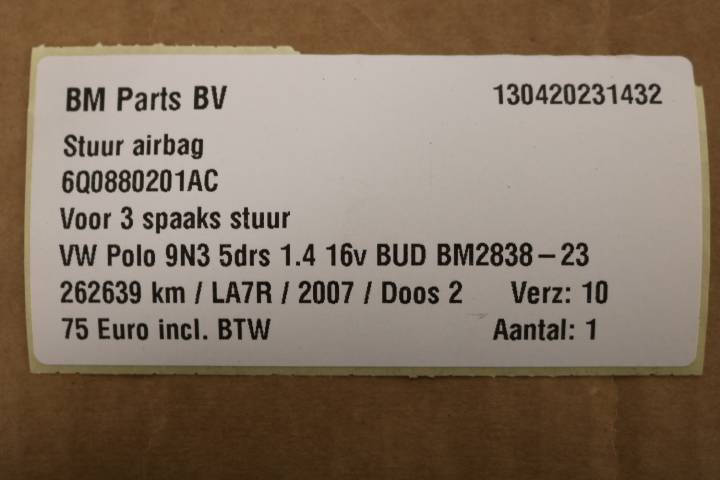 BM Parts BV 130420231432
Stuur airbag
6Q0880201AC
Voor 3 spaaks stuur
VW Polo 9N3 5drs 1.4 16v BUD BM2838-23
262639 km / LA7R / 2007 / Doos 2 Verz: 10
75 Euro incl. BTW Aantal: 1